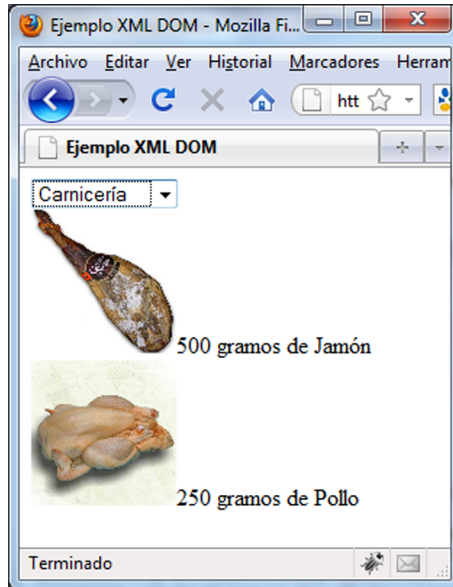 Ejemplo XML DOM - Mozilla Fi...
Archivo Editar Ver Historial Marcadores Herram
htt
Ejemplo XML DOM
Carnicería
500 gramos de Jamón
250 gramos de Pollo
Terminado